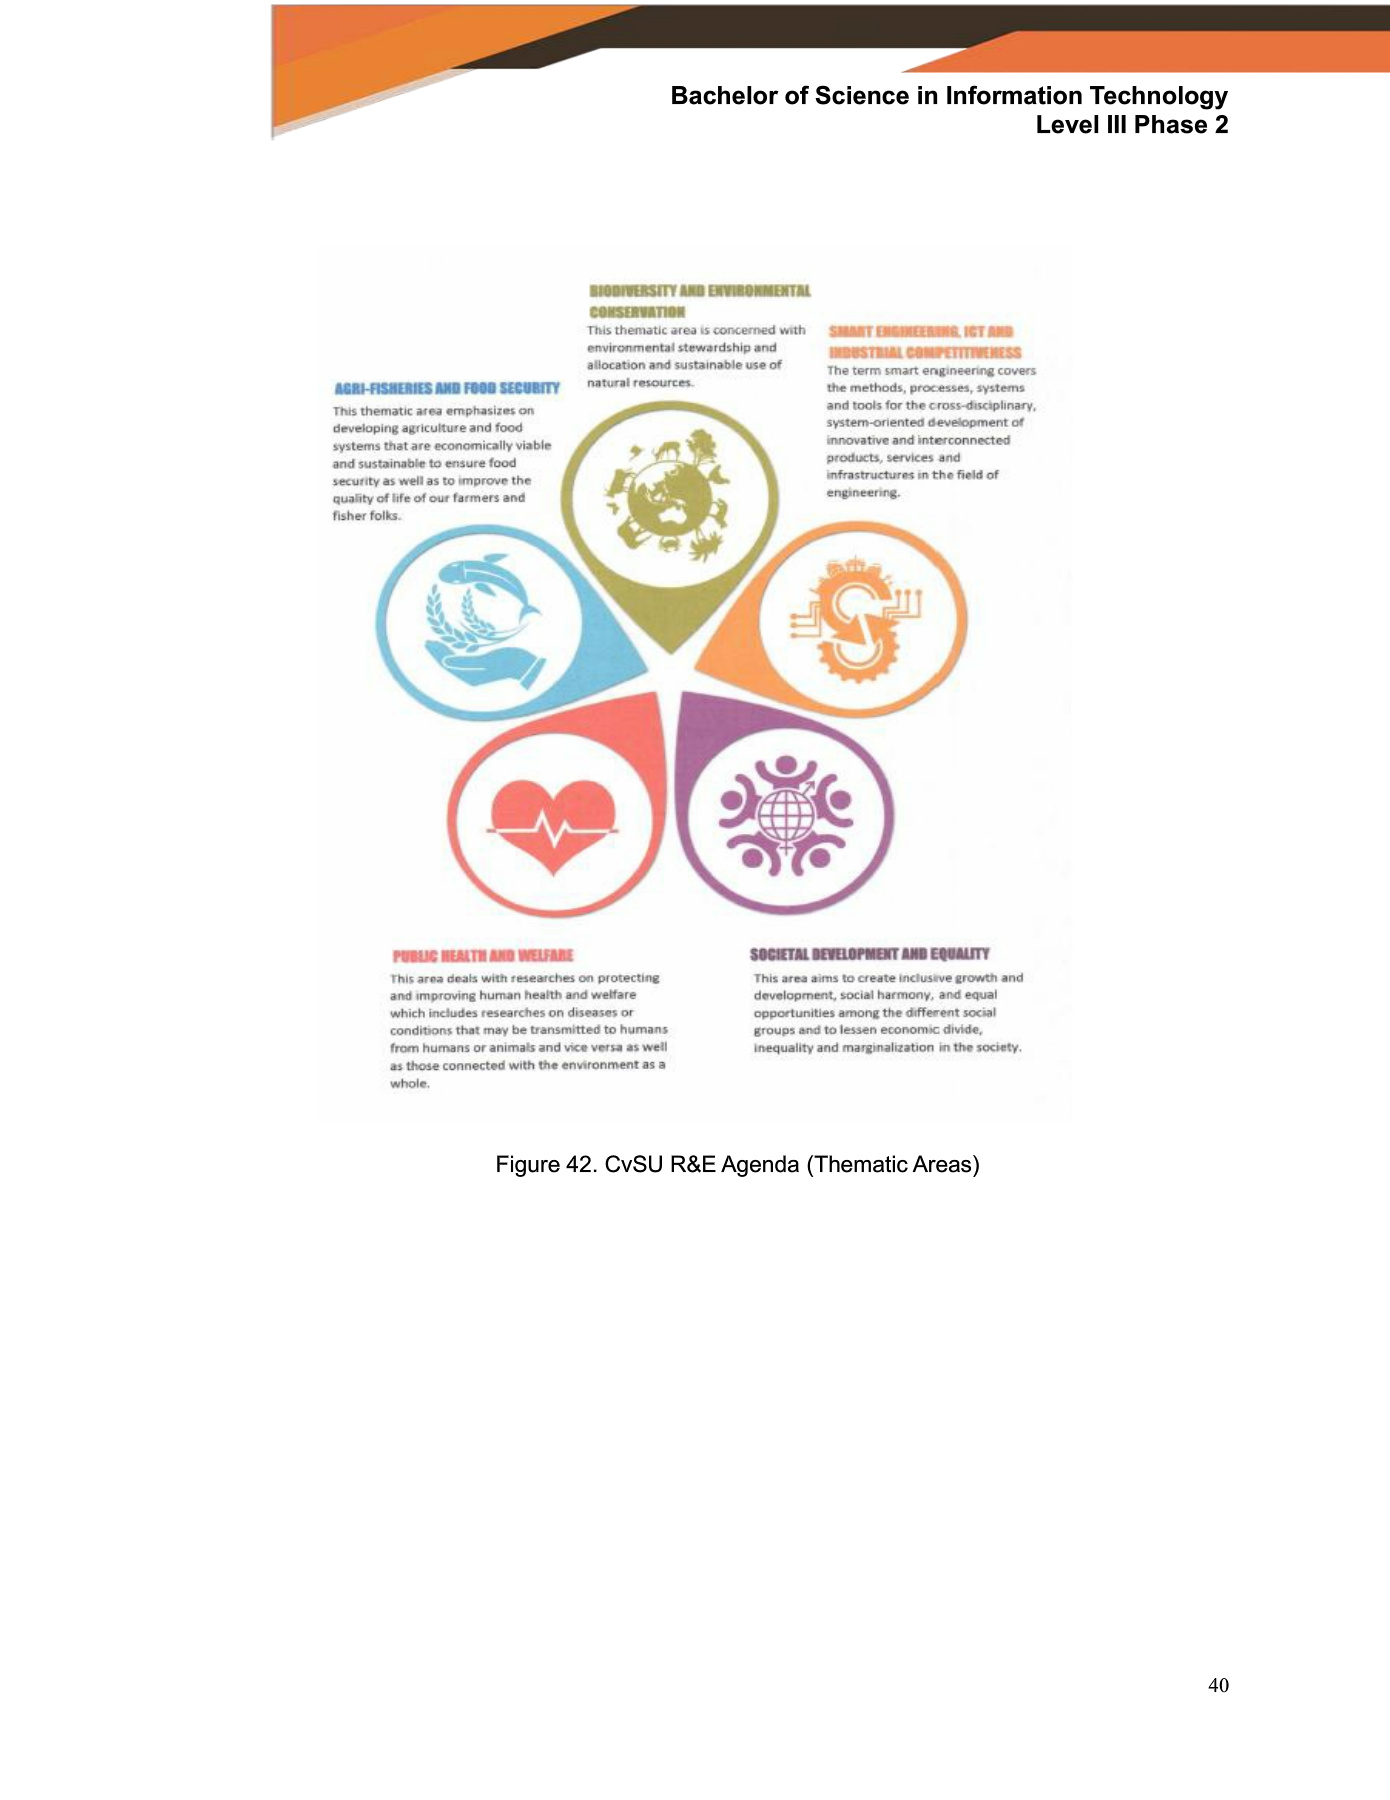 Bachelor of Science in Information Technology
Level III Phase 2
BIODIVERSITY AND ENVIRONMENTAL
CONSERVATION
This thematic area is concerned with
environmental stewardship and
allocation and sustainable use of
natural resources.
SMART ENGINEERING, ICT AND
INDUSTRIAL COMPETITIVENESS
The term smart engineering covers
the methods, processes, systems
and tools for the cross-disciplinary,
system-oriented development of
innovative and interconnected
products, services and
infrastructures in the field of
engineering.
AGRI-FISHERIES AND FOOD SECURITY
This thematic area emphasizes on
developing agriculture and food
systems that are economically viable
and sustainable to ensure food
security as well as to improve the
quality of life of our farmers and
fisher folks.
PUBLIC HEALTH AND WELFARE
This area deals with researches on protecting
and improving human health and welfare
which includes researches on diseases or
conditions that may be transmitted to humans
from humans or animals and vice versa as well
as those connected with the environment as a
whole.
SOCIETAL DEVELOPMENT AND EQUALITY
This area aims to create inclusive growth and
development, social harmony, and equal
opportunities among the different social
groups and to lessen economic divide,
inequality and marginalization in the society.
Figure 42. CvSU R&E Agenda (Thematic Areas)
40